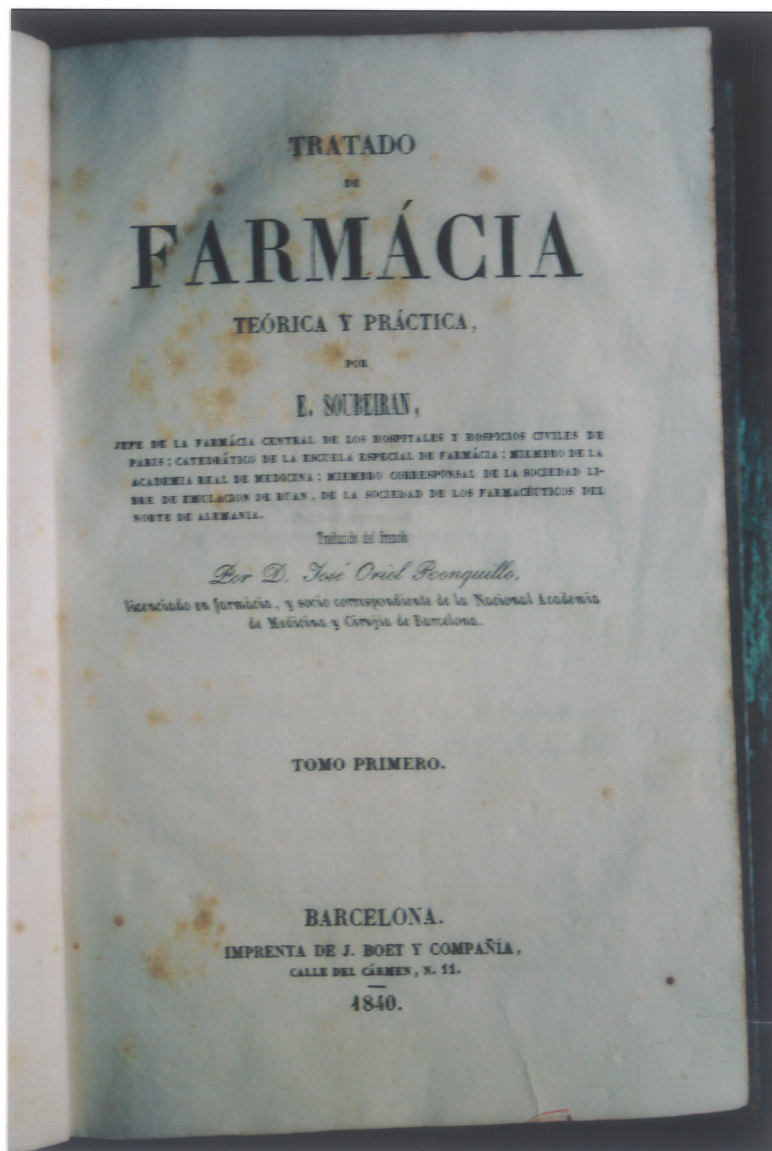 TRATADO
DE
FARMÁCIA
TEÓRICA Y PRÁCTICA,
POR
E. SOUBEIRAN,
JEFE DE LA FARMÁCIA CENTRAL DE LOS HOSPITALES Y HOSPICIOS CIVILES DE
PARIS; CATEDRÁTICO DE LA ESCUELA ESPECIAL DE FARMÁCIA; MIEMBRO DE LA
ACADEMIA REAL DE MEDICINA; MIEMBRO CORRESPONSAL DE LA SOCIEDAD LI-
BRE DE EMULACION DE RUAN, DE LA SOCIEDAD DE LOS FARMACÉUTICOS DEL
NORTE DE ALEMANIA.
Traducido del francés
Por D. José Oriol Ronquillo,
licenciado en farmácia, y socio correspondiente de la Nacional Academia
de Medicina y Cirujía de Barcelona.
TOMO PRIMERO.
BARCELONA.
IMPRENTA DE J. BOET Y COMPAÑÍA,
CALLE DEL CÁRMEN, N. 11.
1840.